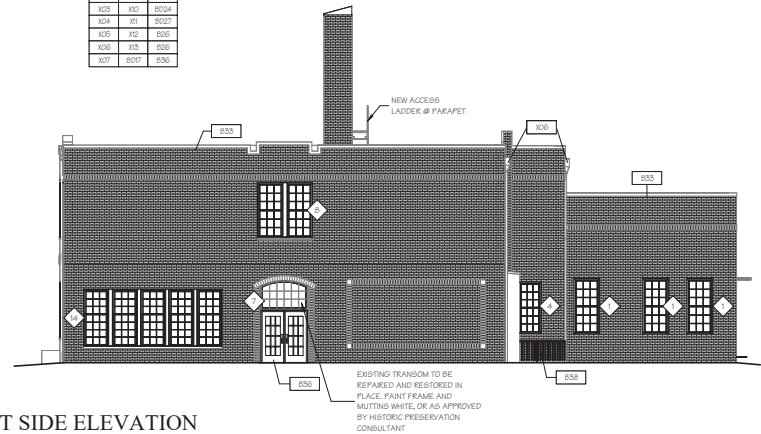 X03 X10 BD24
X04 X11 BD27
X05 X12 B26
X06 X13 B26
X07 BD17 B36
NEW ACCESS
LADDER @ PARAPET
B33
X06
B33
8
14
7
4
1
1
1
B36
B38
EXISTING TRANSOM TO BE
REPAIRED AND RESTORED IN
PLACE. PAINT FRAME AND
MUTTINS WHITE, OR AS APPROVED
BY HISTORIC PRESERVATION
CONSULTANT
T SIDE ELEVATION